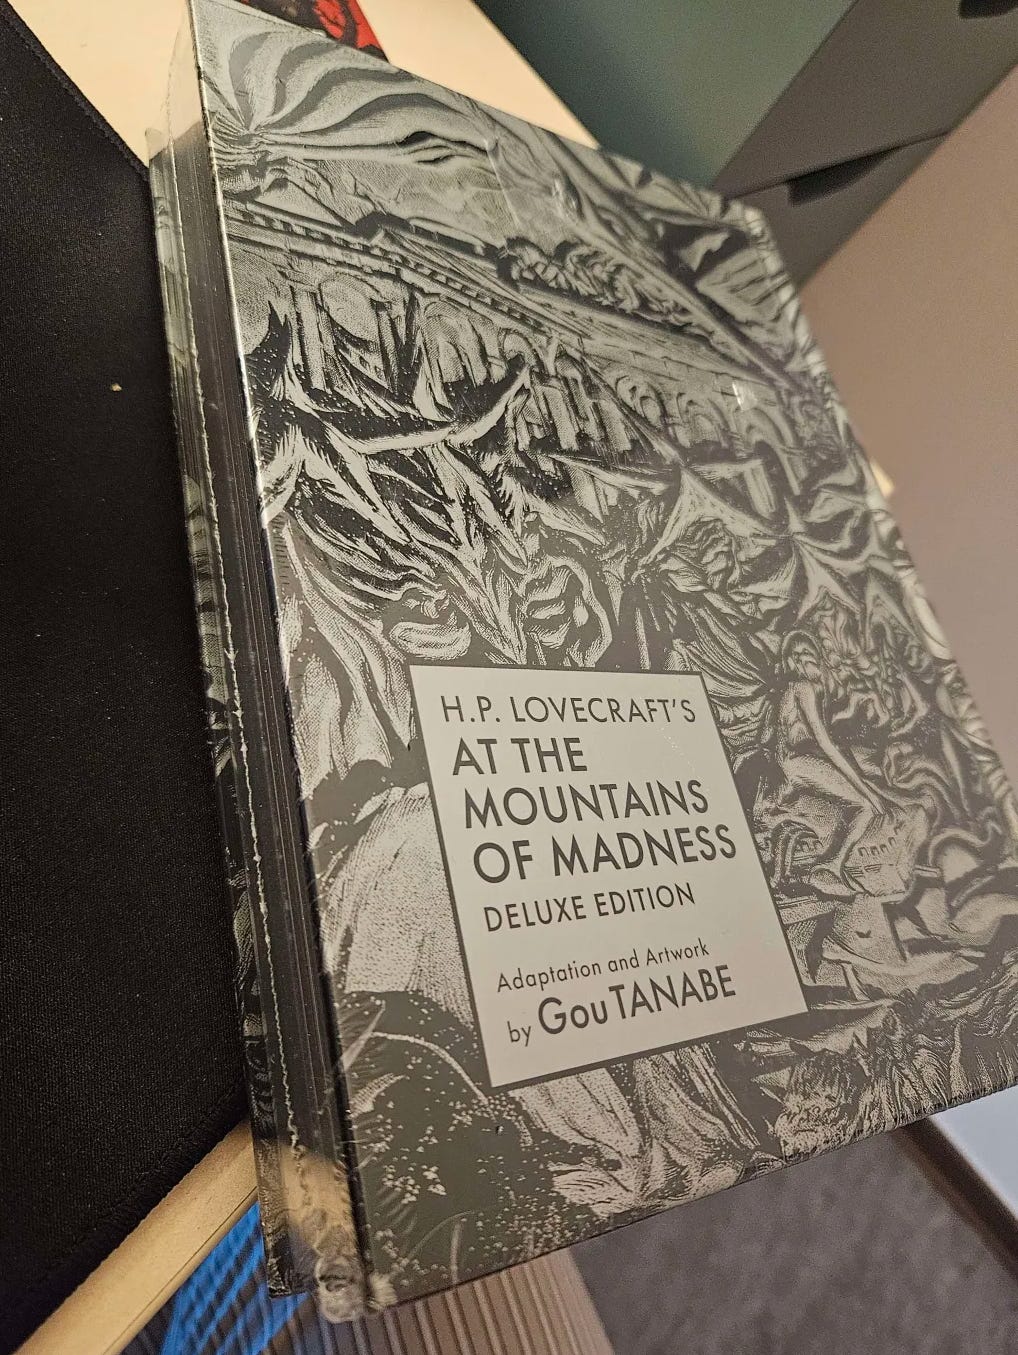 H.P. LOVECRAFT'S
AT THE
MOUNTAINS
OF MADNESS
DELUXE EDITION
Adaptation and Artwork
by Gou TANABE